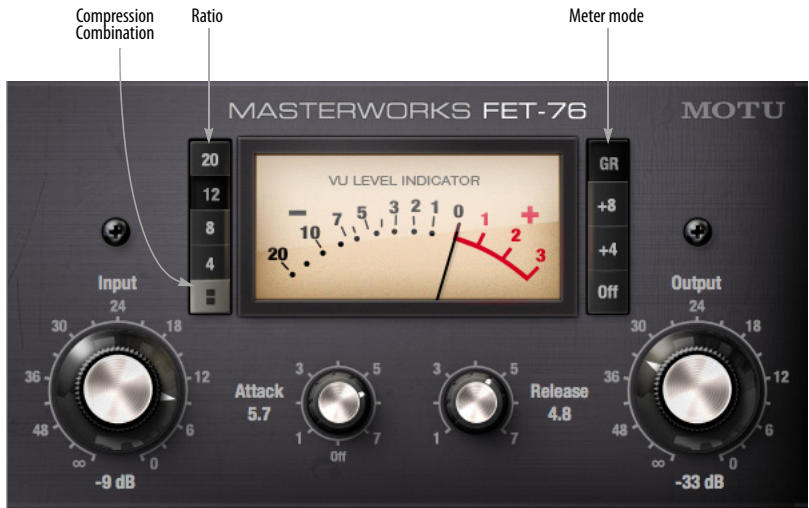 Compression
Combination
Ratio
Meter mode
MASTERWORKS FET-76
MOTU
20
12
8
4
VU LEVEL INDICATOR
− 20 10 7 5 3 2 1 0 1 2 3 +
GR
+8
+4
Off
Input
∞ 48 36 30 24 18 12 6 0
-9 dB
Attack
5.7
1 3 5 7
Off
1 3 5 7
Release
4.8
Output
∞ 48 36 30 24 18 12 6 0
-33 dB